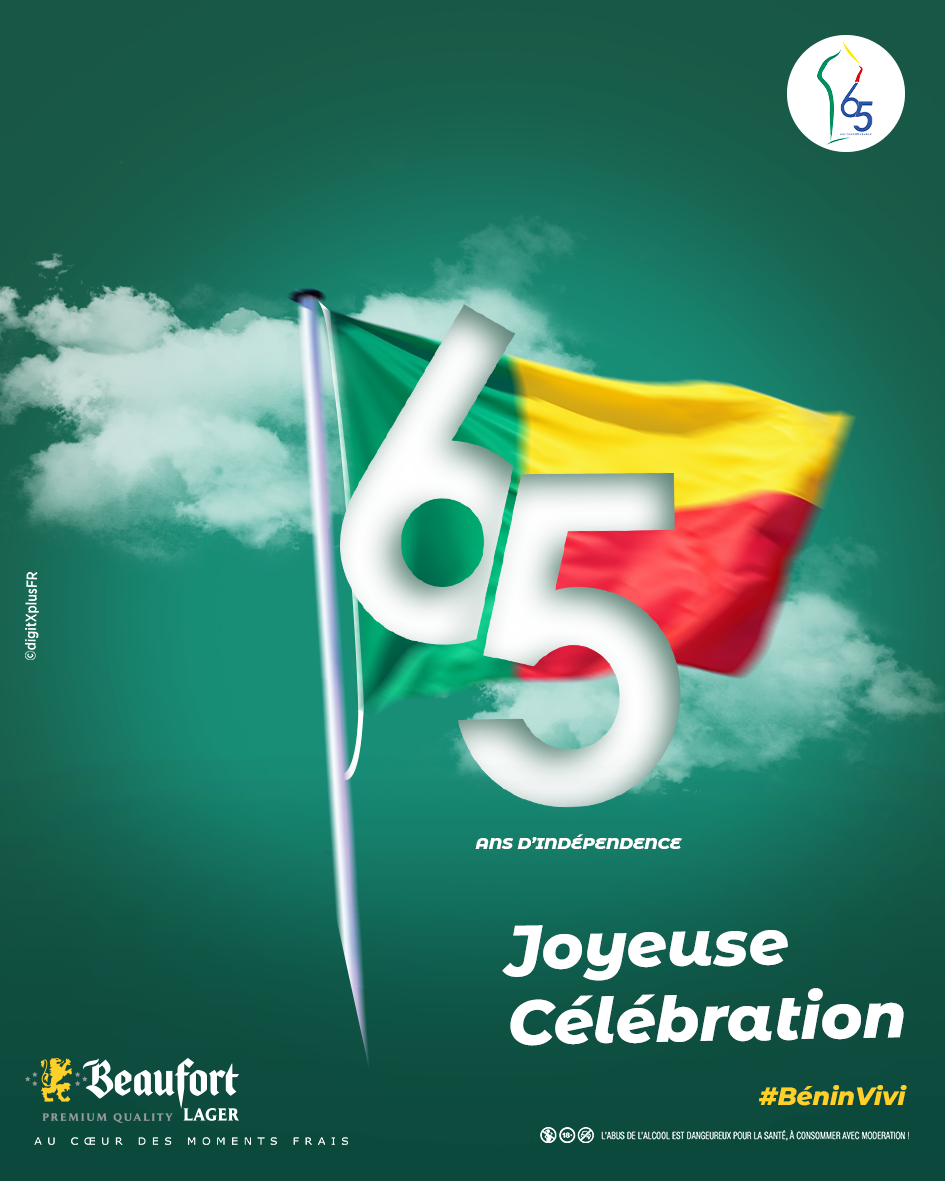 65
65
©digitXplusFR
ANS D'INDÉPENDENCE
Joyeuse
Célébration
#BéninVivi
Beaufort
PREMIUM QUALITY LAGER
AU CŒUR DES MOMENTS FRAIS
18+
L'ABUS DE L'ALCOOL EST DANGEUREUX POUR LA SANTÉ, À CONSOMMER AVEC MODERATION !